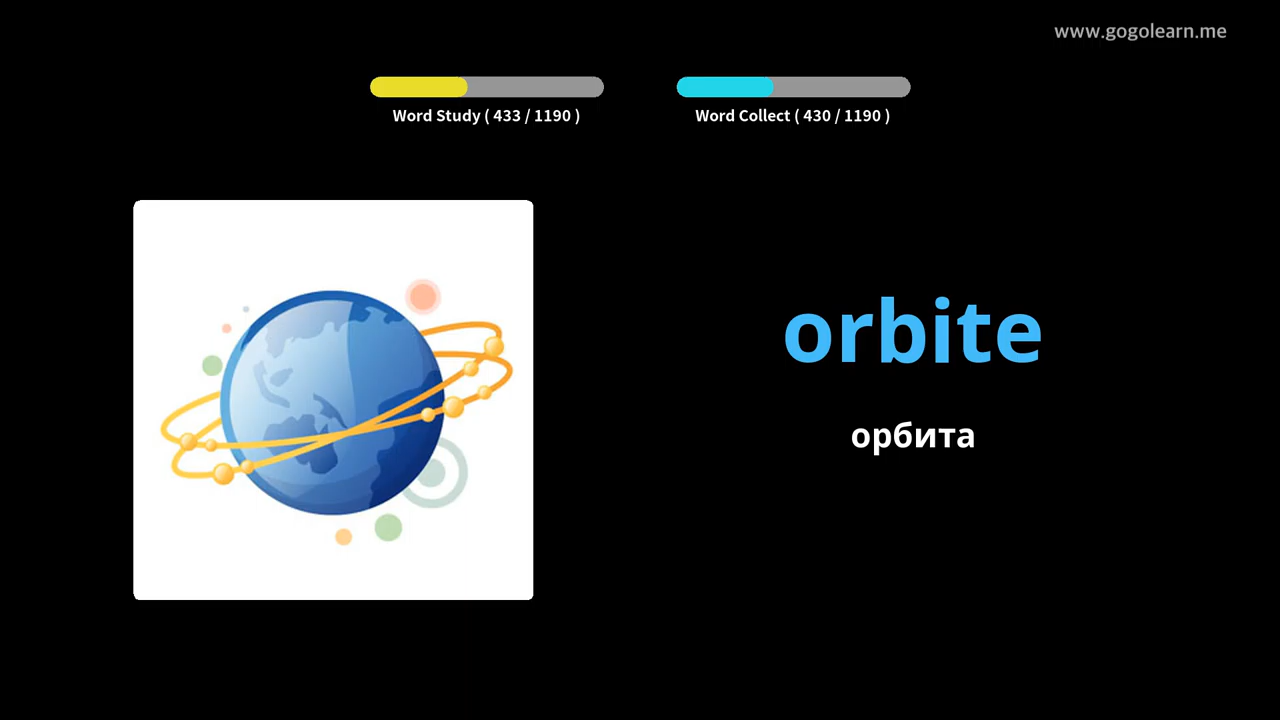 www.gogolearn.me
Word Study ( 433 / 1190 )
Word Collect ( 430 / 1190 )
orbite
орбита